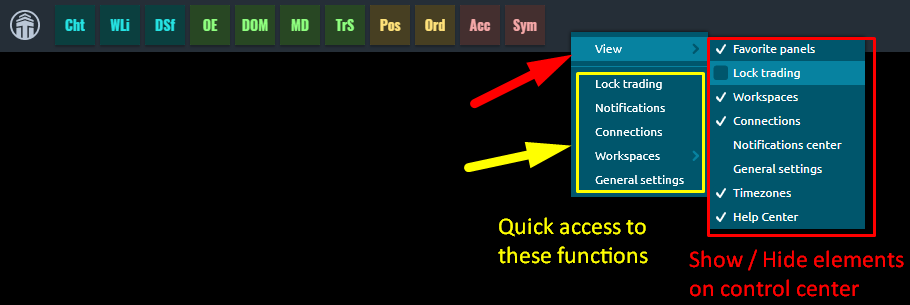 Cht WLi DSf OE DOM MD TrS Pos Ord Acc Sym
View
Lock trading
Notifications
Connections
Workspaces
General settings
Favorite panels
Lock trading
Workspaces
Connections
Notifications center
General settings
Timezones
Help Center
Quick access to
these functions
Show / Hide elements
on control center